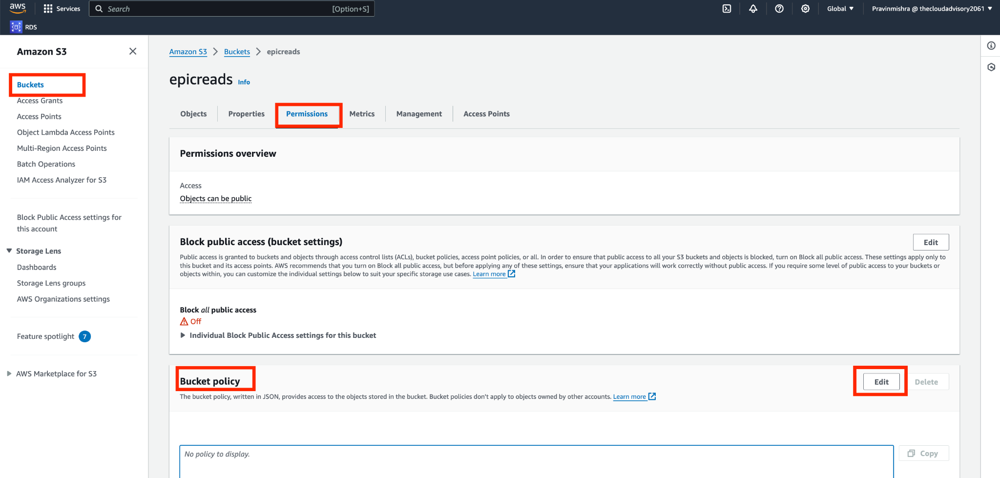 aws
Services
Search
[Option+S]
Global
Pravinmishra @ thecloudadvisory2061
RDS
Amazon S3
Buckets
Access Grants
Access Points
Object Lambda Access Points
Multi-Region Access Points
Batch Operations
IAM Access Analyzer for S3
Block Public Access settings for
this account
Storage Lens
Dashboards
Storage Lens groups
AWS Organizations settings
Feature spotlight 7
AWS Marketplace for S3
Amazon S3 > Buckets > epicreads
epicreads Info
Objects
Properties
Permissions
Metrics
Management
Access Points
Permissions overview
Access
Objects can be public
Block public access (bucket settings)
Edit
Public access is granted to buckets and objects through access control lists (ACLs), bucket policies, access point policies, or all. In order to ensure that public access to all your S3 buckets and objects is blocked, turn on Block all public access. These settings apply only to
this bucket and its access points. AWS recommends that you turn on Block all public access, but before applying any of these settings, ensure that your applications will work correctly without public access. If you require some level of public access to your buckets or
objects within, you can customize the individual settings below to suit your specific storage use cases. Learn more
Block all public access
Off
Individual Block Public Access settings for this bucket
Bucket policy
Edit
Delete
The bucket policy, written in JSON, provides access to the objects stored in the bucket. Bucket policies don't apply to objects owned by other accounts. Learn more
No policy to display.
Copy